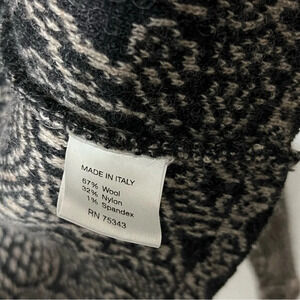 MADE IN ITALY
67% Wool
32% Nylon
1% Spandex
RN 75343